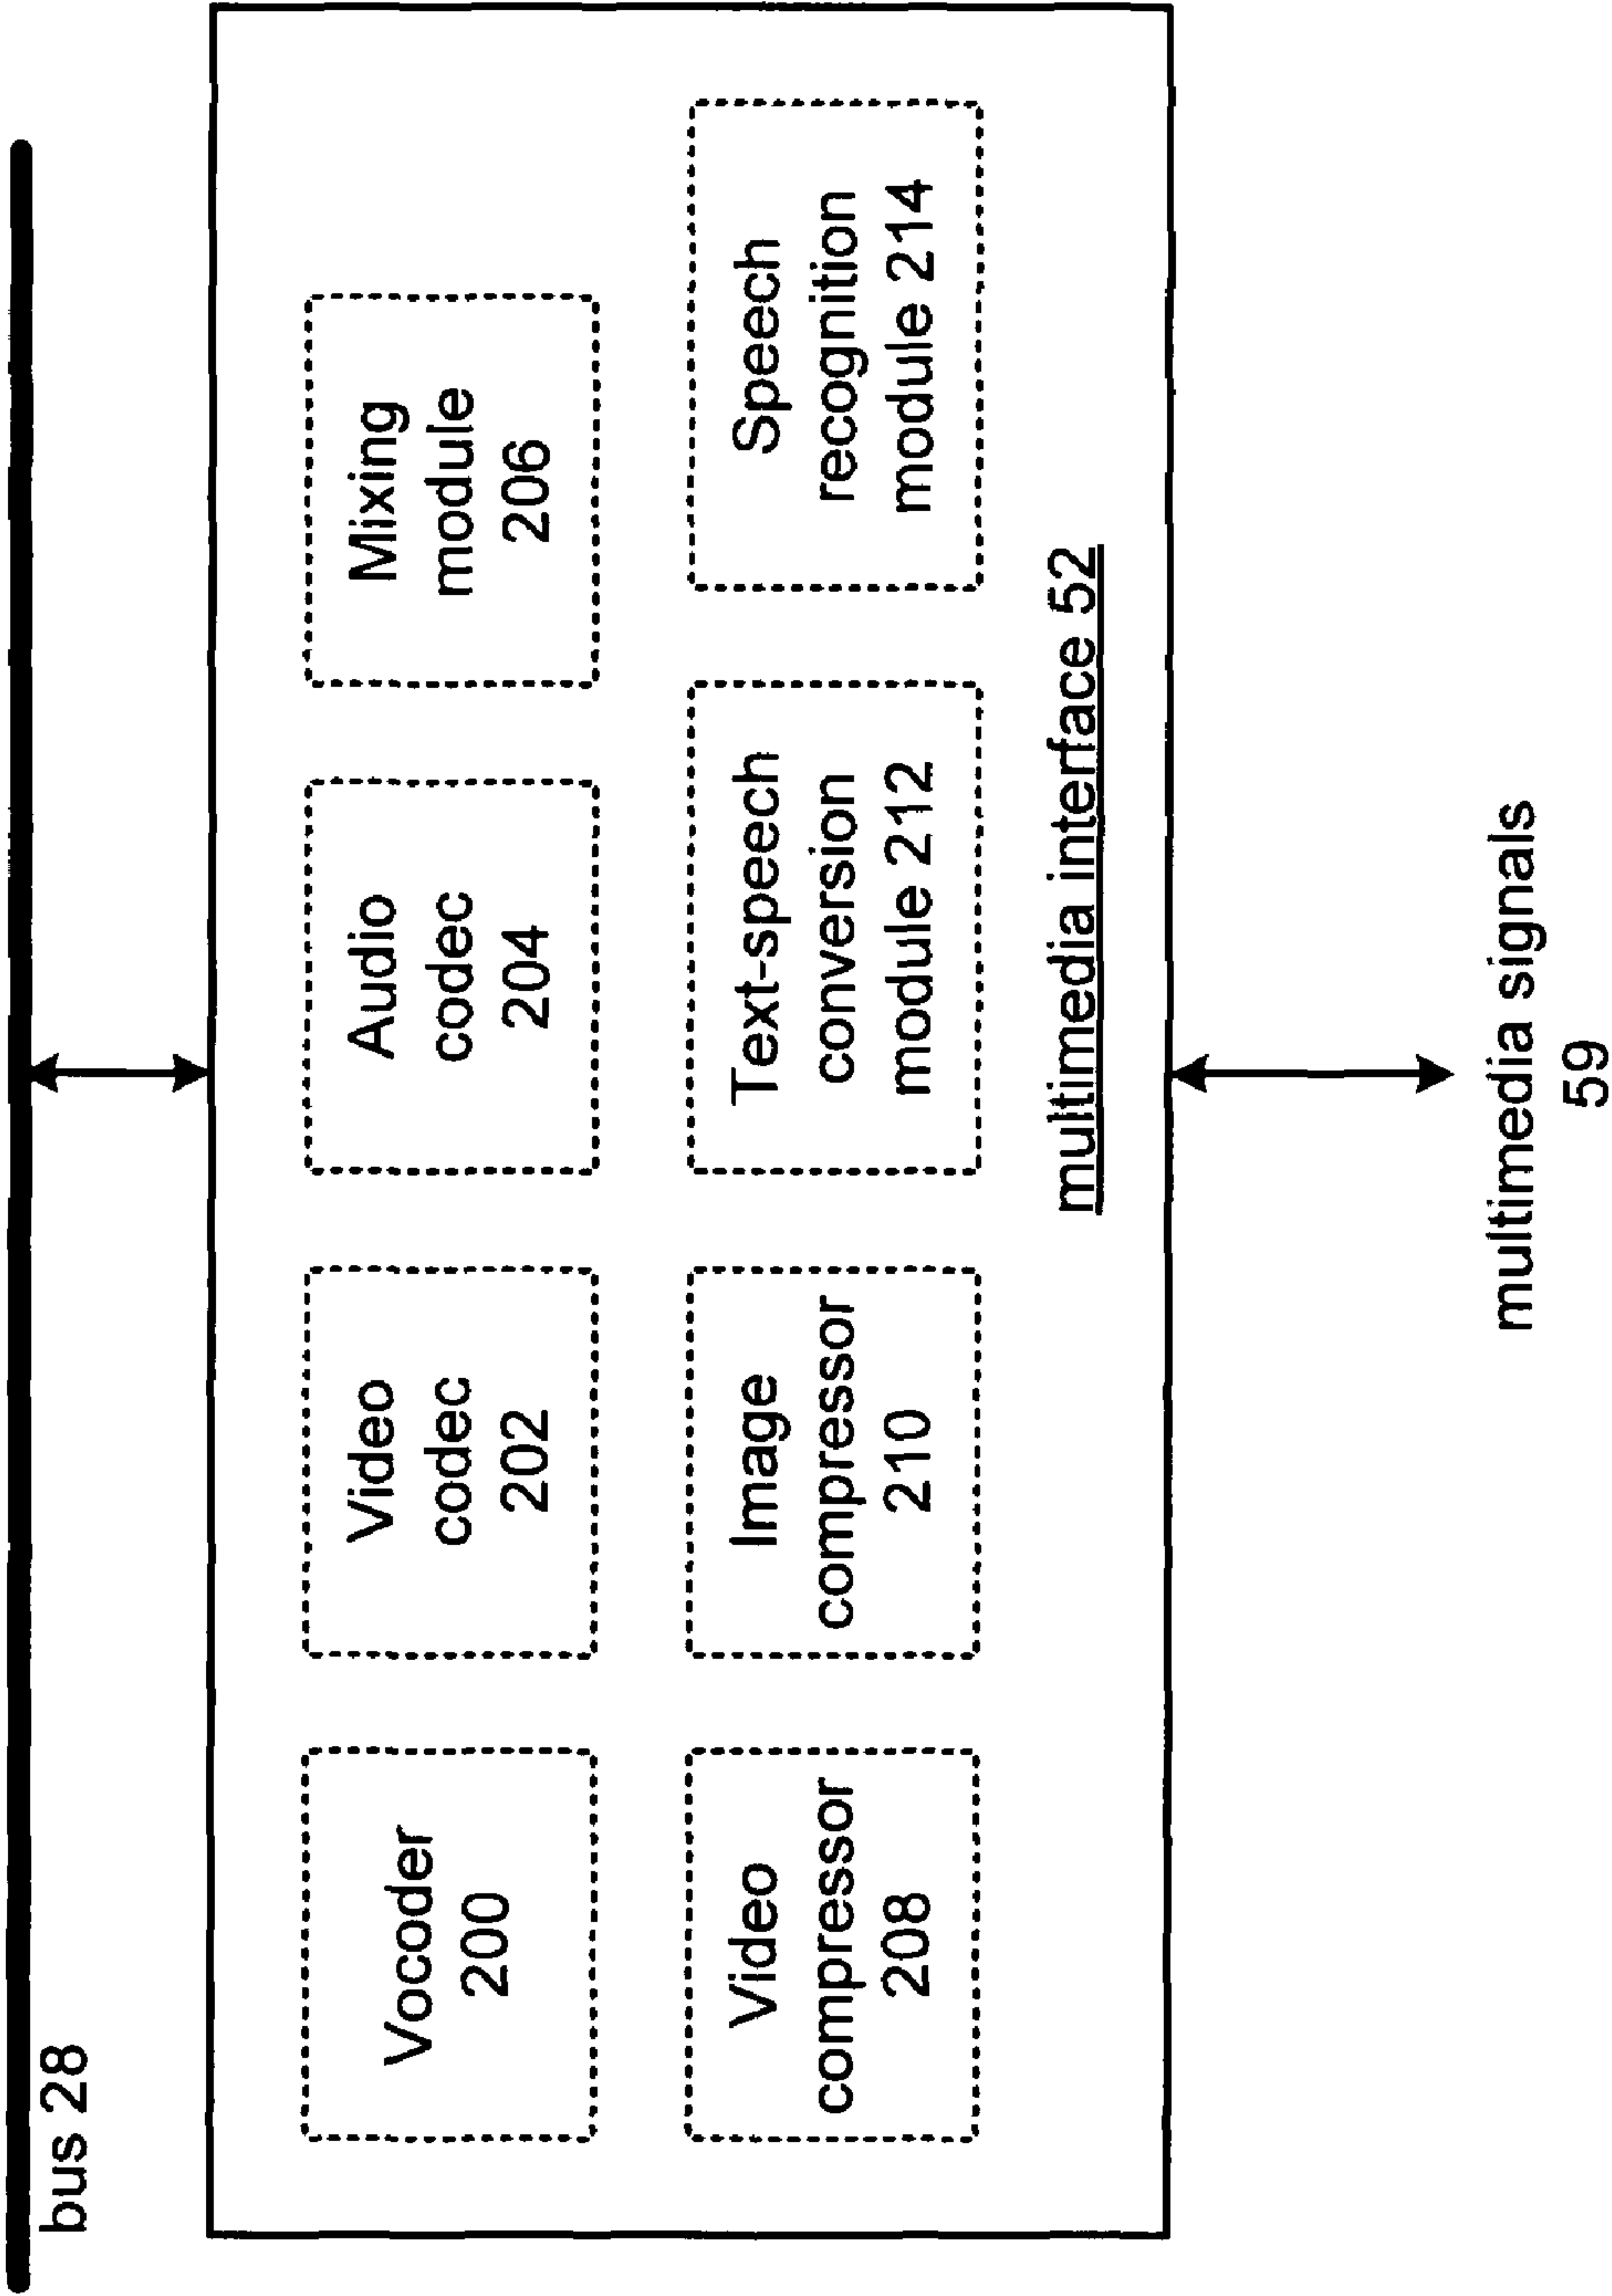 bus 28
Vocoder
200
Video
codec
202
Audio
codec
204
Mixing
module
206
Video
compressor
208
Image
compressor
210
Text-speech
conversion
module 212
Speech
recognition
module 214
multimedia interface 52
multimedia signals
59